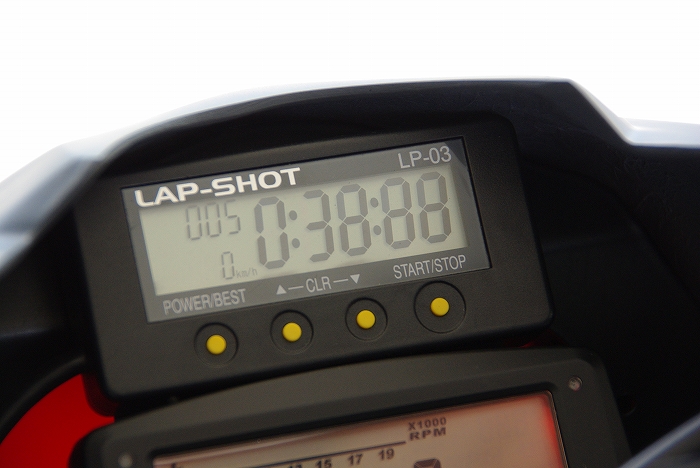 LAP-SHOT LP-03
005 0:38:88
0 km/h
POWER/BEST ▲—CLR—▼ START/STOP
X1000
RPM
15 17 19